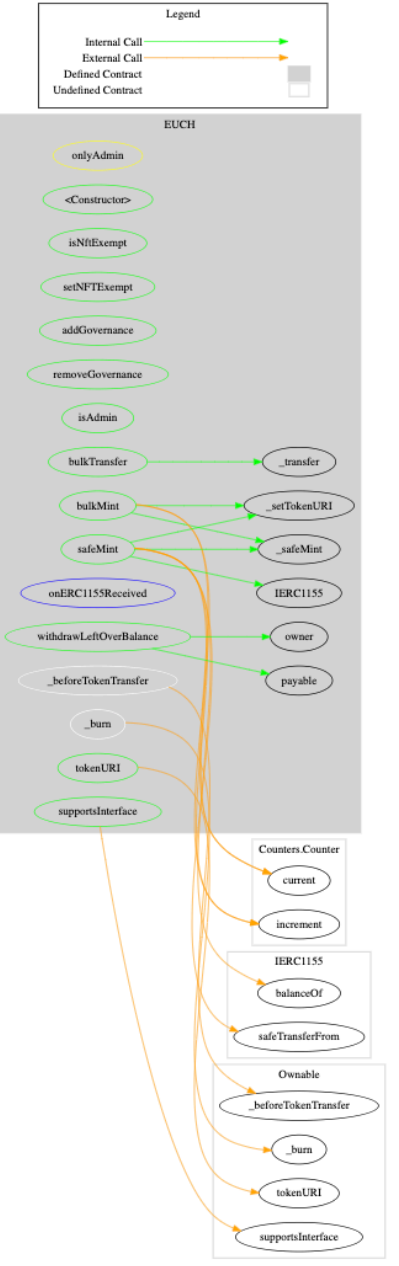 Legend
Internal Call
External Call
Defined Contract
Undefined Contract
EUCH
onlyAdmin
<Constructor>
isNftExempt
setNFTExempt
addGovernance
removeGovernance
isAdmin
bulkTransfer
_transfer
bulkMint
_setTokenURI
safeMint
_safeMint
onERC1155Received
IERC1155
withdrawLeftOverBalance
owner
_beforeTokenTransfer
payable
_burn
tokenURI
supportsInterface
Counters.Counter
current
increment
IERC1155
balanceOf
safeTransferFrom
Ownable
_beforeTokenTransfer
_burn
tokenURI
supportsInterface